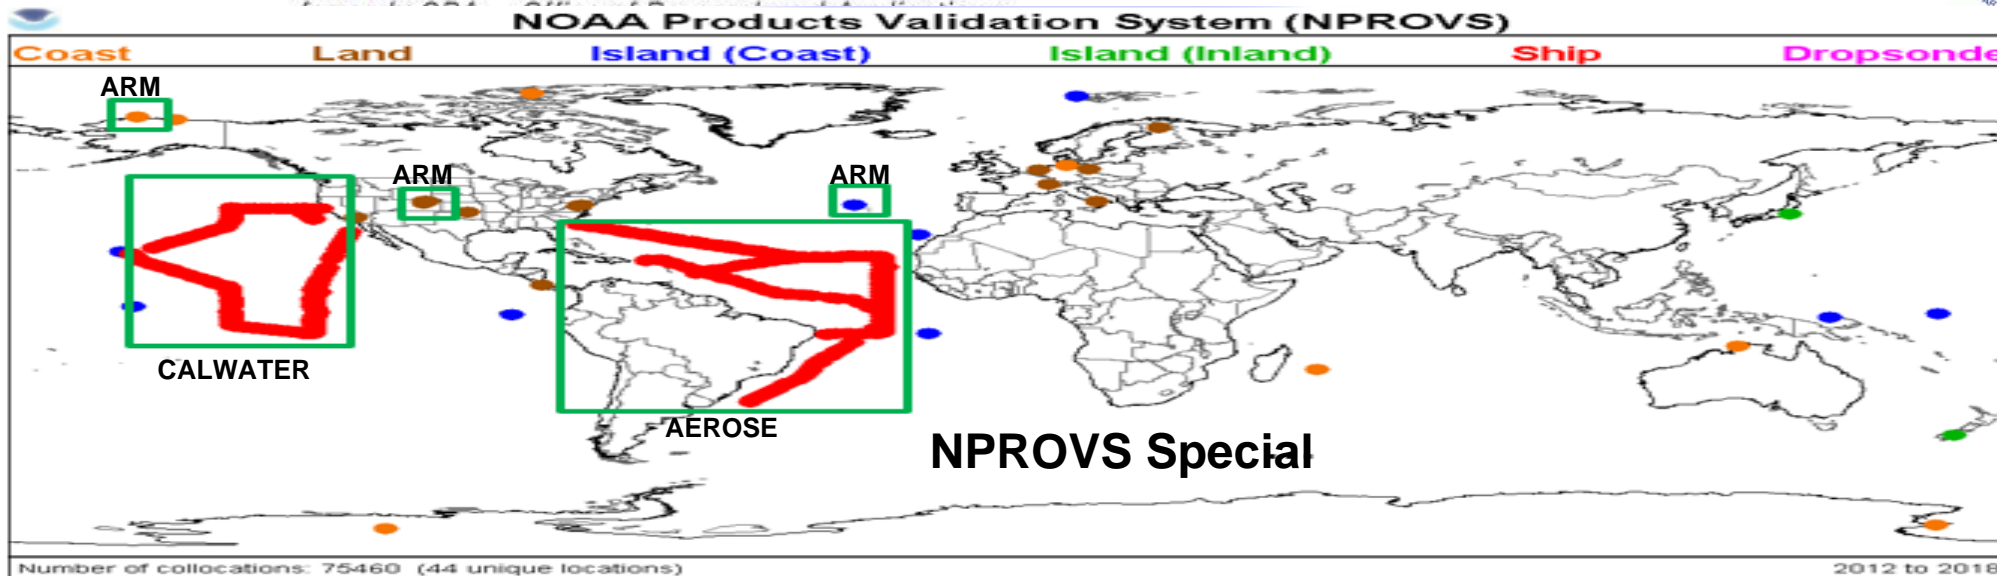 NOAA Products Validation System (NPROVS)
Coast Land Island (Coast) Island (Inland) Ship Dropsonde
ARM
ARM
ARM
CALWATER
AEROSE
NPROVS Special
Number of collocations: 75460 (44 unique locations) 2012 to 2018